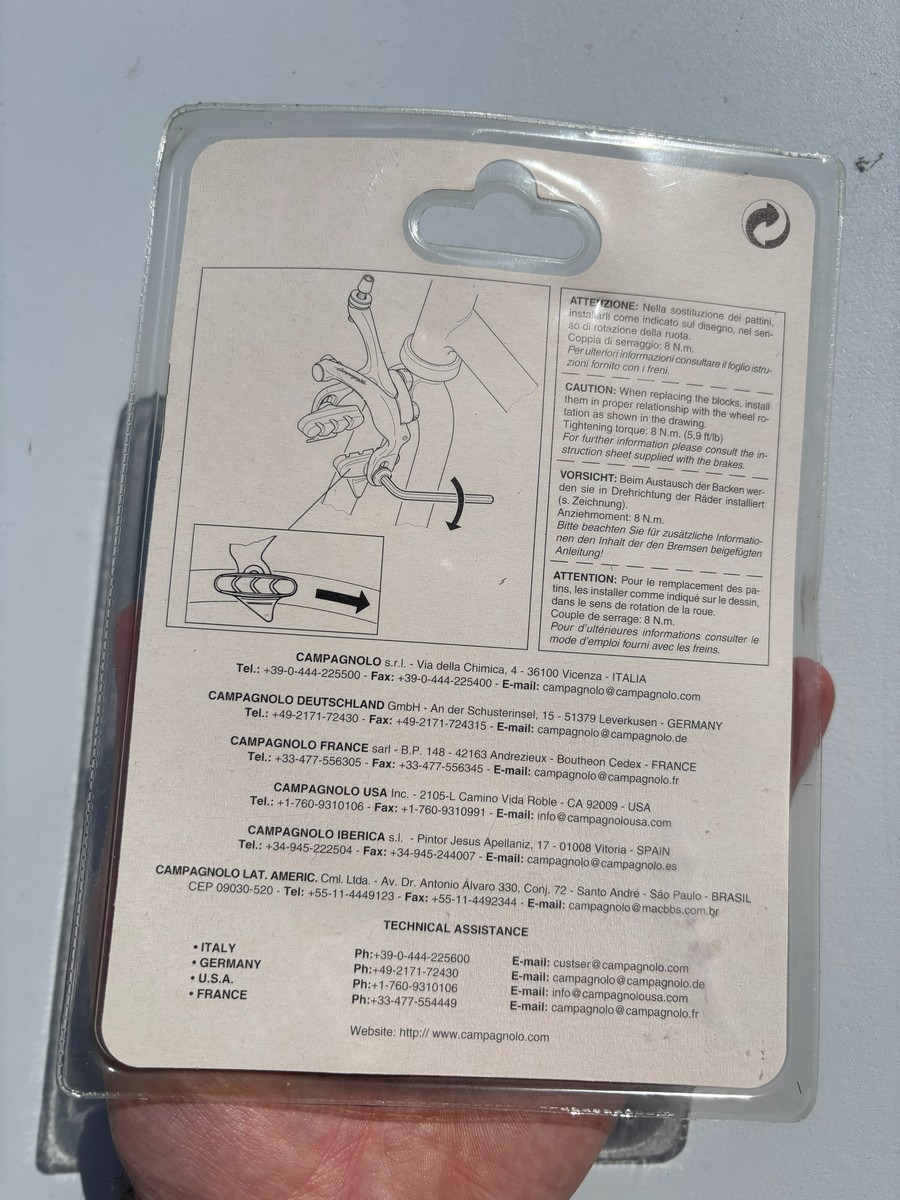 ATTENZIONE: Nella sostituzione dei pattini,
installarli come indicato sul disegno, nel sen-
so di rotazione della ruota.
Coppia di serraggio: 8 N.m.
Per ulteriori informazioni consultare il foglio istru-
zioni fornito con i freni.
CAUTION: When replacing the blocks, install
them in proper relationship with the wheel ro-
tation as shown in the drawing.
Tightening torque: 8 N.m. (5,9 ft/lb)
For further information please consult the in-
struction sheet supplied with the brakes.
VORSICHT: Beim Austausch der Backen wer-
den sie in Drehrichtung der Räder installiert
(s. Zeichnung).
Anziehmoment: 8 N.m.
Bitte beachten Sie für zusätzliche Informatio-
nen den Inhalt der den Bremsen beigefügten
Anleitung!
ATTENTION: Pour le remplacement des pa-
tins, les installer comme indiqué sur le dessin,
dans le sens de rotation de la roue.
Couple de serrage: 8 N.m.
Pour d'ultérieures informations consulter le
mode d'emploi fourni avec les freins.
CAMPAGNOLO s.r.l. - Via della Chimica, 4 - 36100 Vicenza - ITALIA
Tel.: +39-0-444-225500 - Fax: +39-0-444-225400 - E-mail: campagnolo@campagnolo.com
CAMPAGNOLO DEUTSCHLAND GmbH - An der Schusterinsel, 15 - 51379 Leverkusen - GERMANY
Tel.: +49-2171-72430 - Fax: +49-2171-724315 - E-mail: campagnolo@campagnolo.de
CAMPAGNOLO FRANCE sarl - B.P. 148 - 42163 Andrezieux - Boutheon Cedex - FRANCE
Tel.: +33-477-556305 - Fax: +33-477-556345 - E-mail: campagnolo@campagnolo.fr
CAMPAGNOLO USA Inc. - 2105-L Camino Vida Roble - CA 92009 - USA
Tel.: +1-760-9310106 - Fax: +1-760-9310991 - E-mail: info@campagnolousa.com
CAMPAGNOLO IBERICA s.l. - Pintor Jesus Apellaniz, 17 - 01008 Vitoria - SPAIN
Tel.: +34-945-222504 - Fax: +34-945-244007 - E-mail: campagnolo@campagnolo.es
CAMPAGNOLO LAT. AMERIC. Cml. Ltda. - Av. Dr. Antonio Álvaro 330, Conj. 72 - Santo André - São Paulo - BRASIL
CEP 09030-520 - Tel: +55-11-4449123 - Fax: +55-11-4492344 - E-mail: campagnolo@macbbs.com.br
TECHNICAL ASSISTANCE
• ITALY Ph:+39-0-444-225600 E-mail: custser@campagnolo.com
• GERMANY Ph:+49-2171-72430 E-mail: campagnolo@campagnolo.de
• U.S.A. Ph:+1-760-9310106 E-mail: info@campagnolousa.com
• FRANCE Ph:+33-477-554449 E-mail: campagnolo@campagnolo.fr
Website: http:// www.campagnolo.com